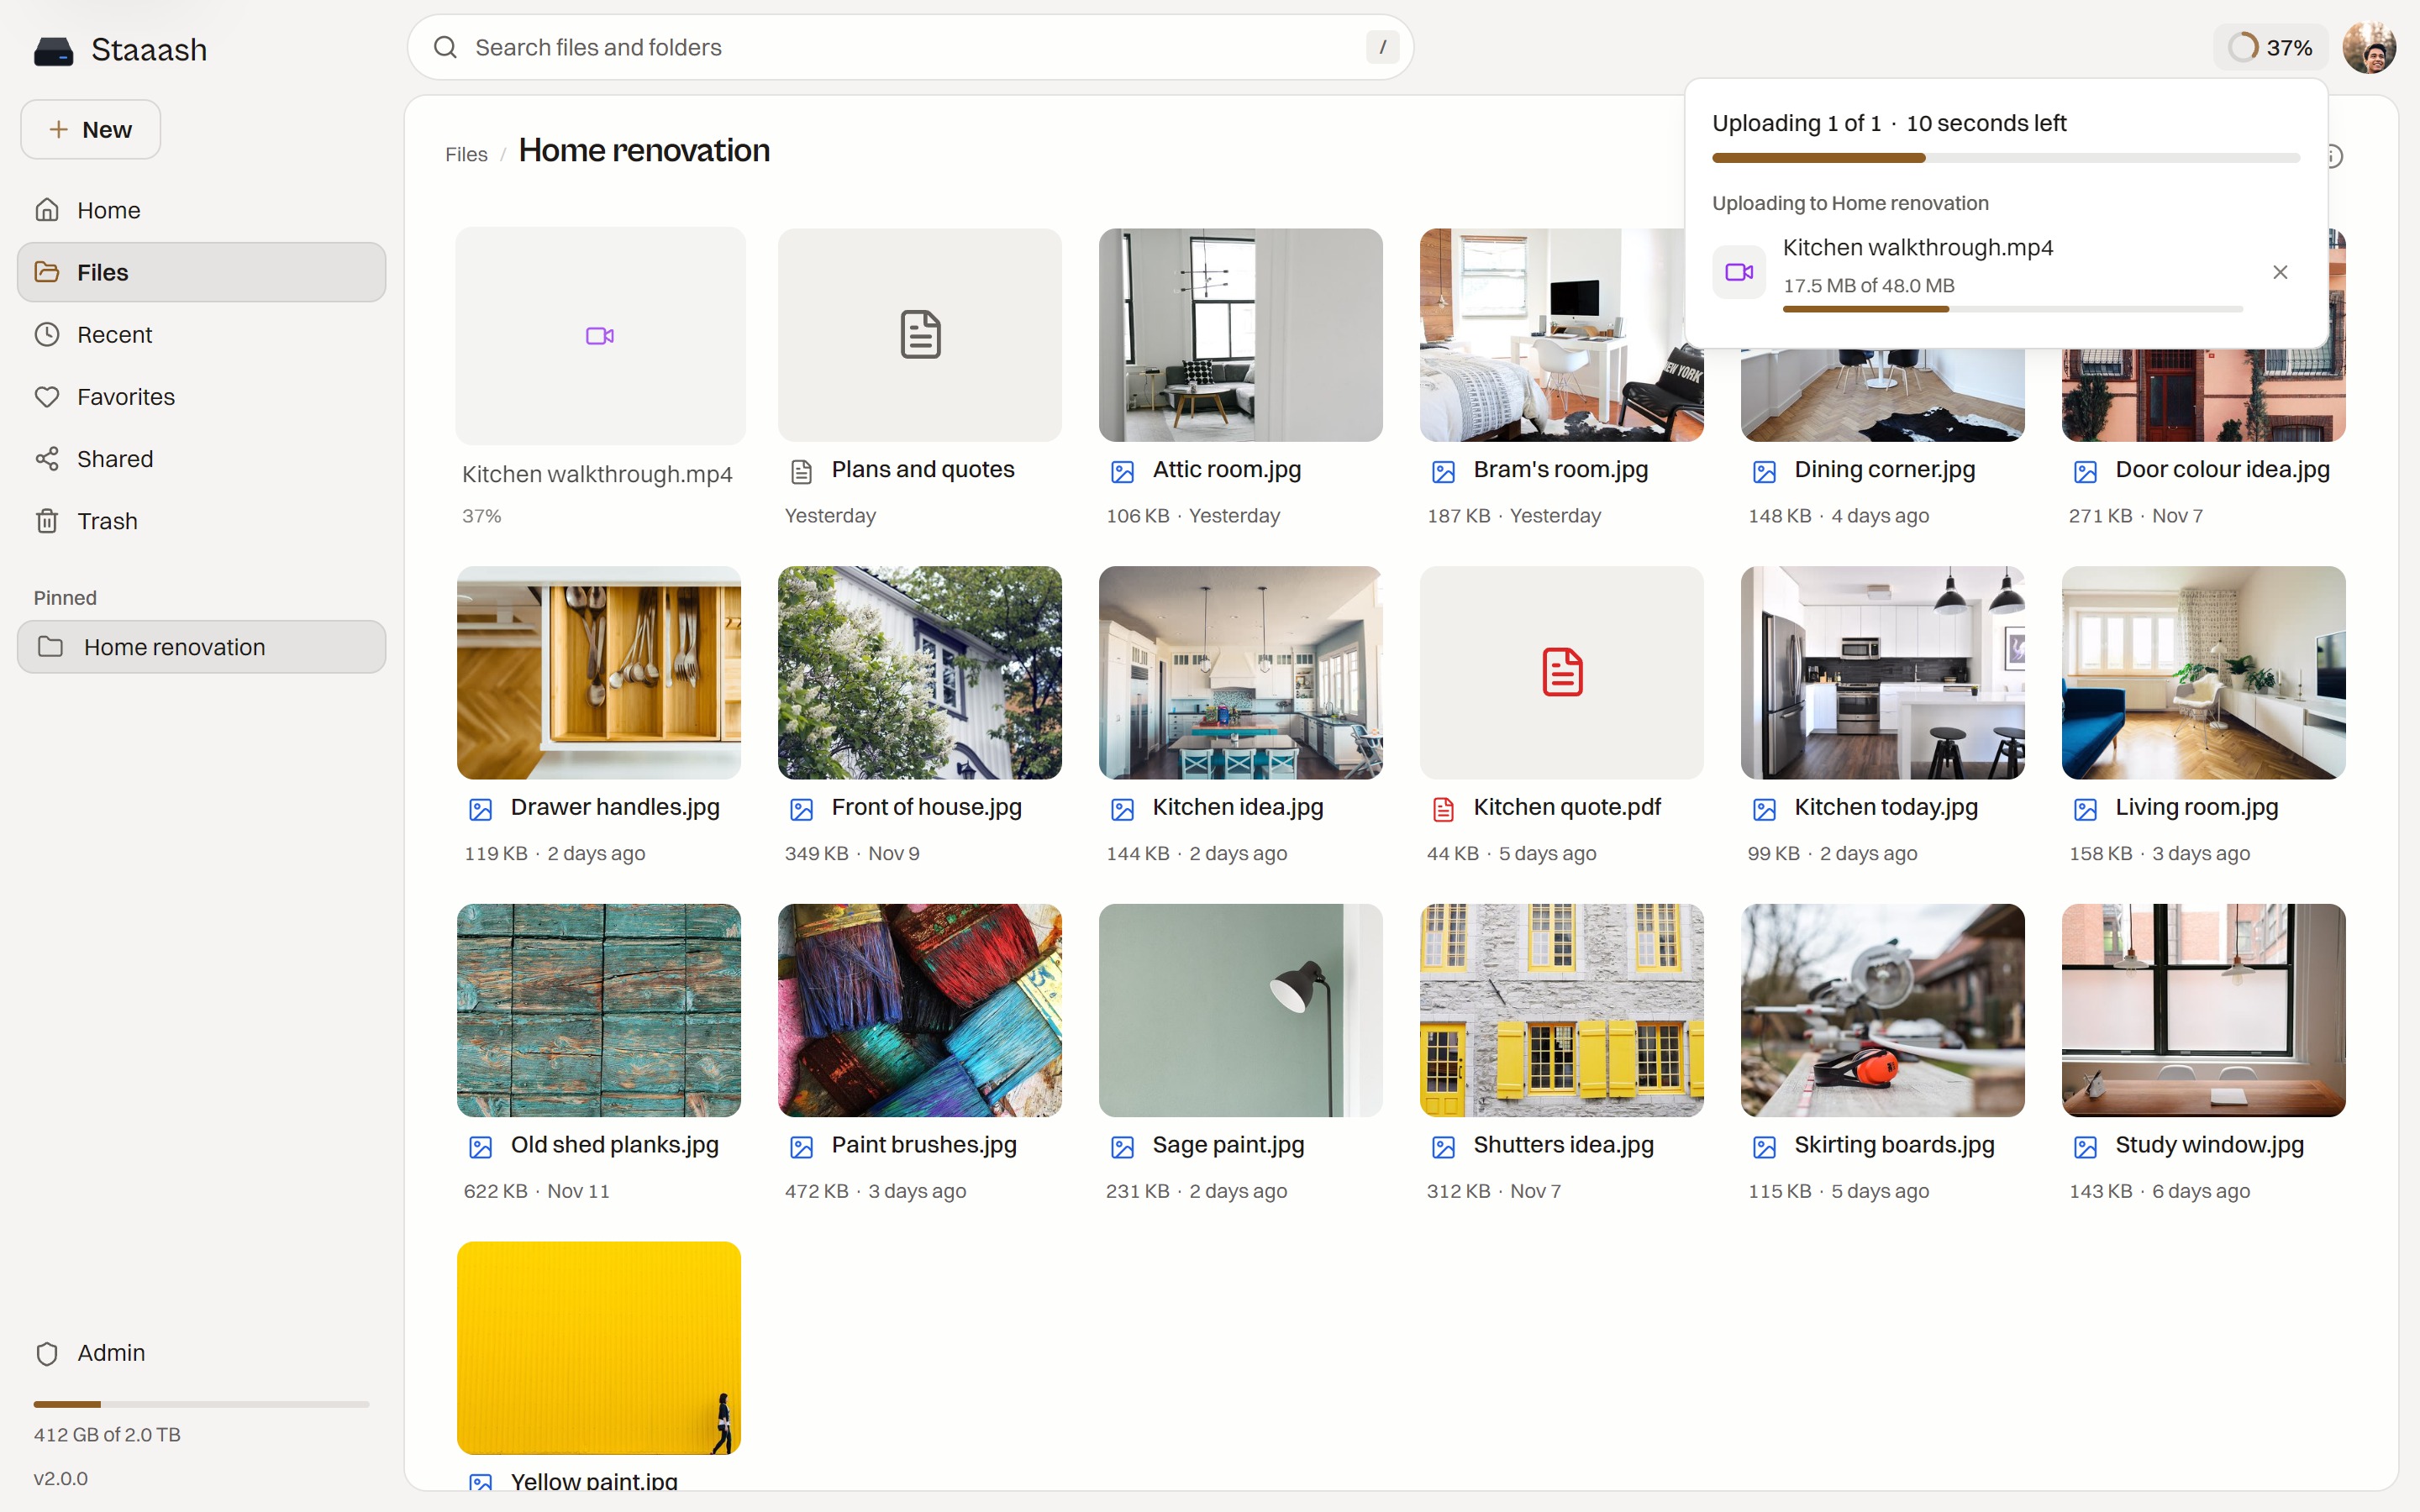 Staaash
Search files and folders
/
37%
New
Home
Files
Recent
Favorites
Shared
Trash
Pinned
Home renovation
Admin
412 GB of 2.0 TB
v2.0.0
Files / Home renovation
Uploading 1 of 1 · 10 seconds left
Uploading to Home renovation
Kitchen walkthrough.mp4
17.5 MB of 48.0 MB
Kitchen walkthrough.mp4
37%
Plans and quotes
Yesterday
Attic room.jpg
106 KB · Yesterday
NEW YORK
Bram's room.jpg
187 KB · Yesterday
Dining corner.jpg
148 KB · 4 days ago
Door colour idea.jpg
271 KB · Nov 7
Drawer handles.jpg
119 KB · 2 days ago
Front of house.jpg
349 KB · Nov 9
Kitchen idea.jpg
144 KB · 2 days ago
Kitchen quote.pdf
44 KB · 5 days ago
Kitchen today.jpg
99 KB · 2 days ago
Living room.jpg
158 KB · 3 days ago
Old shed planks.jpg
622 KB · Nov 11
Paint brushes.jpg
472 KB · 3 days ago
Sage paint.jpg
231 KB · 2 days ago
Shutters idea.jpg
312 KB · Nov 7
Skirting boards.jpg
115 KB · 5 days ago
Study window.jpg
143 KB · 6 days ago
Yellow paint.jpg